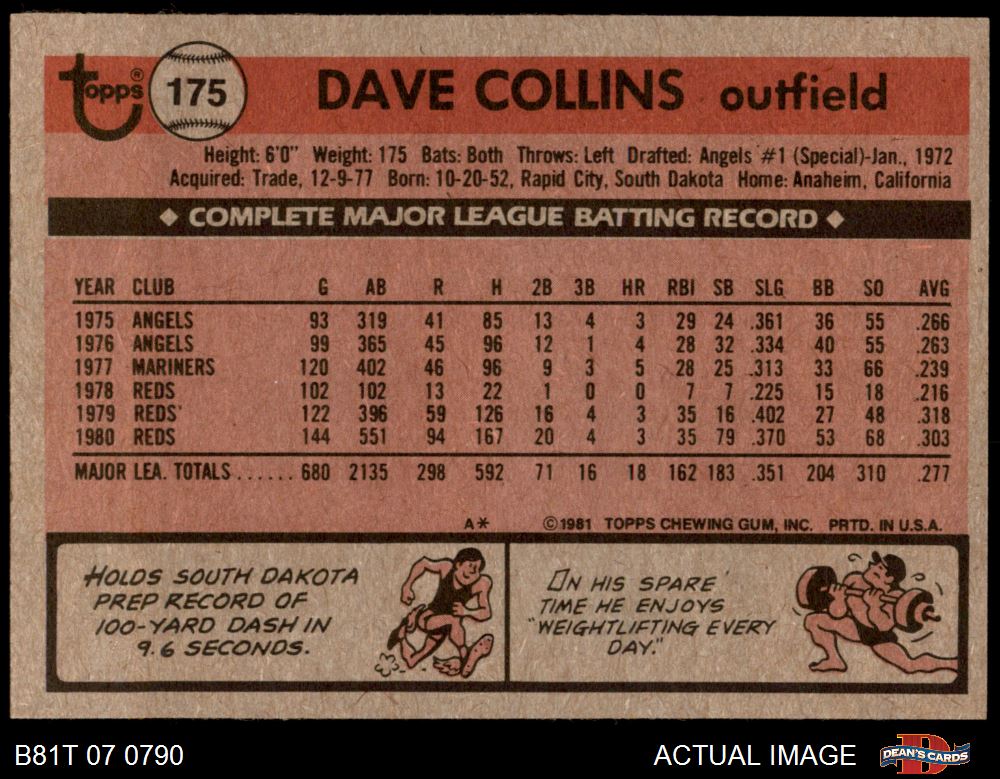 topps® 175 DAVE COLLINS outfield
Height: 6'0" Weight: 175 Bats: Both Throws: Left Drafted: Angels #1 (Special)-Jan., 1972
Acquired: Trade, 12-9-77 Born: 10-20-52, Rapid City, South Dakota Home: Anaheim, California
◆ COMPLETE MAJOR LEAGUE BATTING RECORD ◆
YEAR CLUB G AB R H 2B 3B HR RBI SB SLG BB SO AVG
1975 ANGELS 93 319 41 85 13 4 3 29 24 .361 36 55 .266
1976 ANGELS 99 365 45 96 12 1 4 28 32 .334 40 55 .263
1977 MARINERS 120 402 46 96 9 3 5 28 25 .313 33 66 .239
1978 REDS 102 102 13 22 1 0 0 7 7 .225 15 18 .216
1979 REDS 122 396 59 126 16 4 3 35 16 .402 27 48 .318
1980 REDS 144 551 94 167 20 4 3 35 79 .370 53 68 .303
MAJOR LEA. TOTALS ...... 680 2135 298 592 71 16 18 162 183 .351 204 310 .277
A* ©1981 TOPPS CHEWING GUM, INC. PRTD. IN U.S.A.
HOLDS SOUTH DAKOTA
PREP RECORD OF
100-YARD DASH IN
9.6 SECONDS.
IN HIS SPARE
TIME HE ENJOYS
"WEIGHTLIFTING EVERY
DAY."
B81T 07 0790 ACTUAL IMAGE DEAN'S CARDS